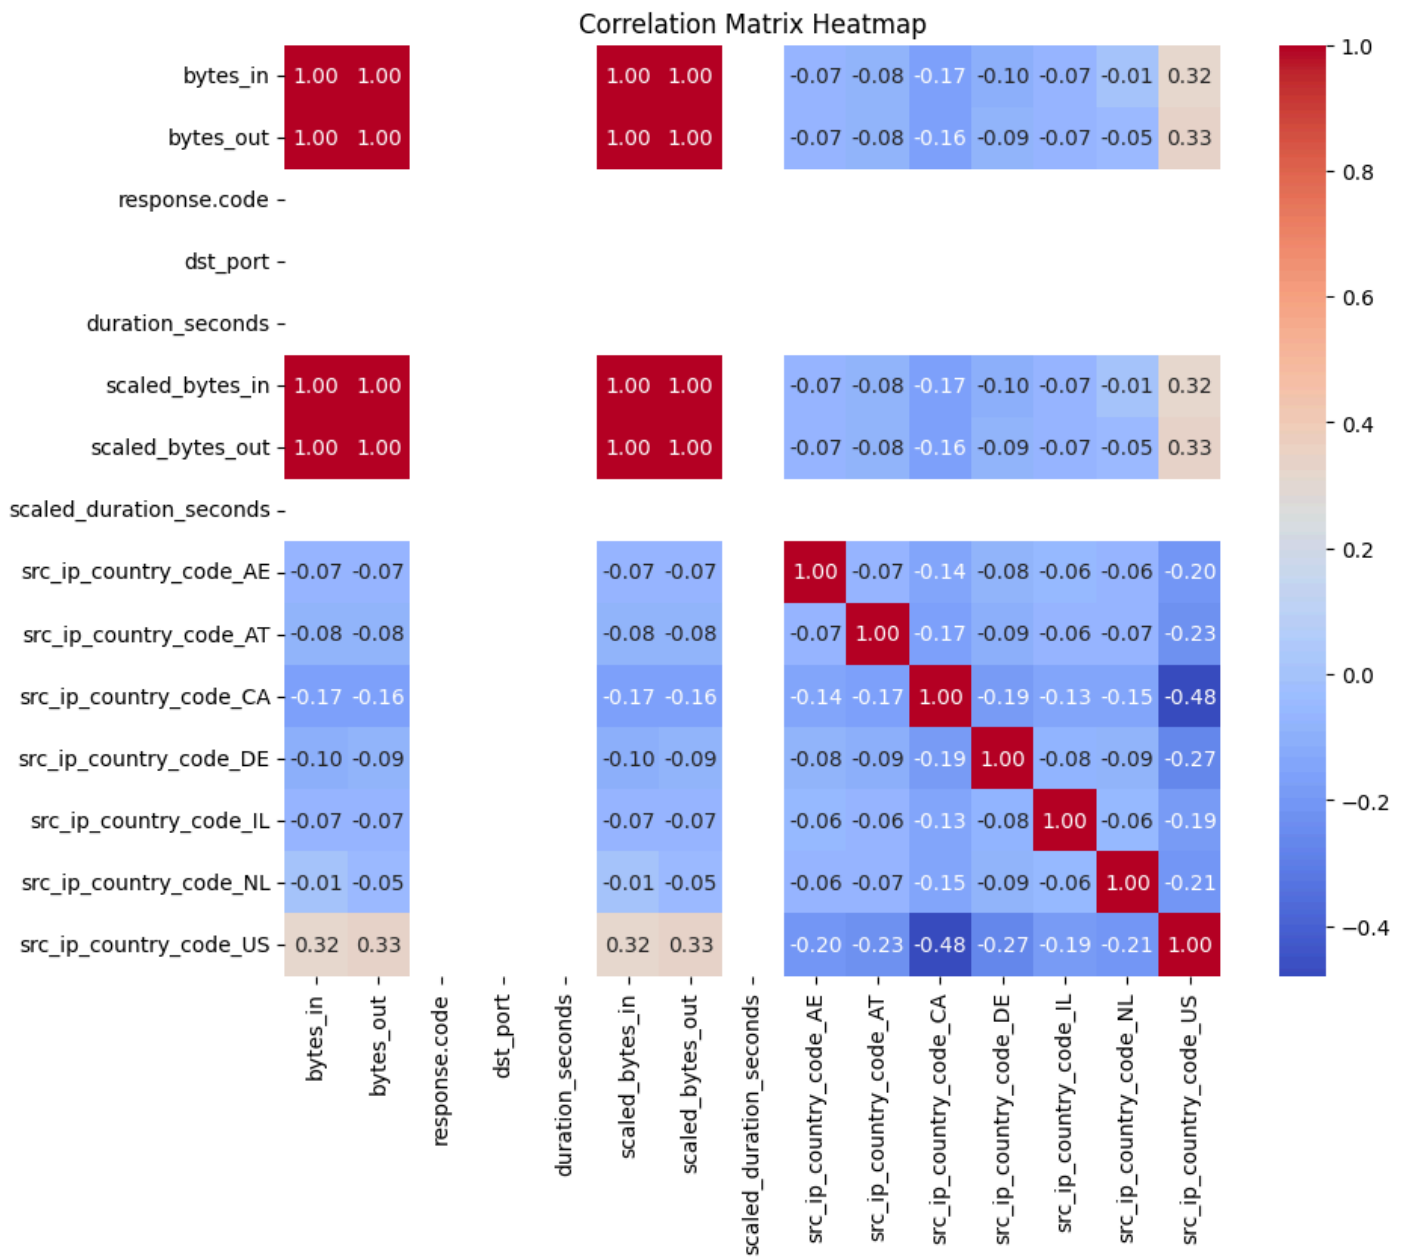 Correlation Matrix Heatmap
bytes_in 1.00 1.00 1.00 1.00 -0.07 -0.08 -0.17 -0.10 -0.07 -0.01 0.32
bytes_out 1.00 1.00 1.00 1.00 -0.07 -0.08 -0.16 -0.09 -0.07 -0.05 0.33
response.code
dst_port
duration_seconds
scaled_bytes_in 1.00 1.00 1.00 1.00 -0.07 -0.08 -0.17 -0.10 -0.07 -0.01 0.32
scaled_bytes_out 1.00 1.00 1.00 1.00 -0.07 -0.08 -0.16 -0.09 -0.07 -0.05 0.33
scaled_duration_seconds
src_ip_country_code_AE -0.07 -0.07 -0.07 -0.07 1.00 -0.07 -0.14 -0.08 -0.06 -0.06 -0.20
src_ip_country_code_AT -0.08 -0.08 -0.08 -0.08 -0.07 1.00 -0.17 -0.09 -0.06 -0.07 -0.23
src_ip_country_code_CA -0.17 -0.16 -0.17 -0.16 -0.14 -0.17 1.00 -0.19 -0.13 -0.15 -0.48
src_ip_country_code_DE -0.10 -0.09 -0.10 -0.09 -0.08 -0.09 -0.19 1.00 -0.08 -0.09 -0.27
src_ip_country_code_IL -0.07 -0.07 -0.07 -0.07 -0.06 -0.06 -0.13 -0.08 1.00 -0.06 -0.19
src_ip_country_code_NL -0.01 -0.05 -0.01 -0.05 -0.06 -0.07 -0.15 -0.09 -0.06 1.00 -0.21
src_ip_country_code_US 0.32 0.33 0.32 0.33 -0.20 -0.23 -0.48 -0.27 -0.19 -0.21 1.00
bytes_in
bytes_out
response.code
dst_port
duration_seconds
scaled_bytes_in
scaled_bytes_out
scaled_duration_seconds
src_ip_country_code_AE
src_ip_country_code_AT
src_ip_country_code_CA
src_ip_country_code_DE
src_ip_country_code_IL
src_ip_country_code_NL
src_ip_country_code_US
1.0
0.8
0.6
0.4
0.2
0.0
−0.2
−0.4